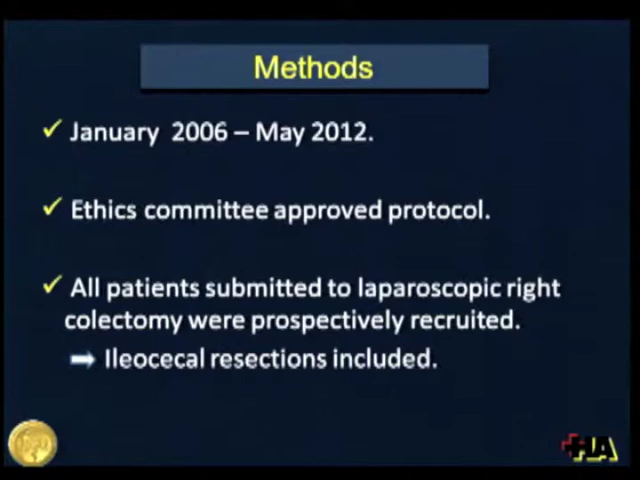 Methods
January 2006 – May 2012.
Ethics committee approved protocol.
All patients submitted to laparoscopic right
colectomy were prospectively recruited.
Ileocecal resections included.
HA